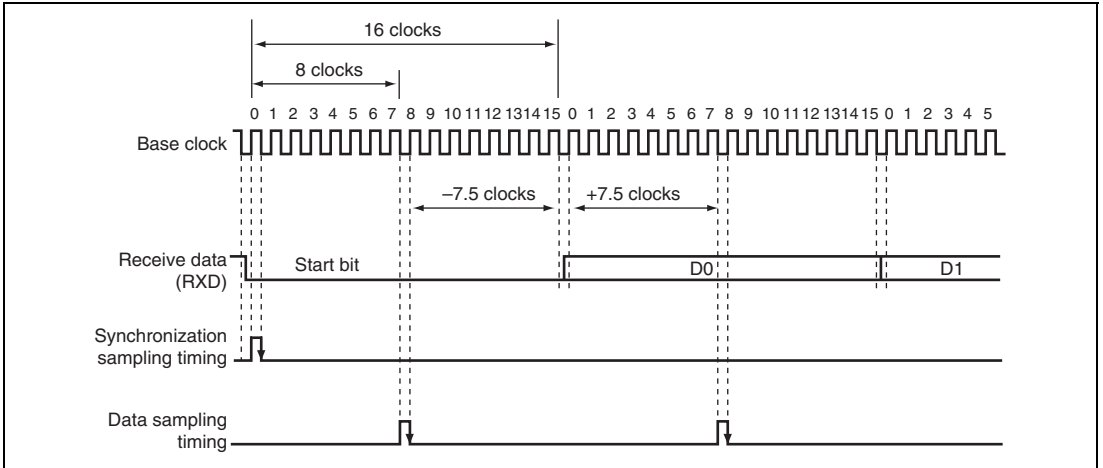 16 clocks
8 clocks
0 1 2 3 4 5 6 7 8 9 10 11 12 13 14 15 0 1 2 3 4 5 6 7 8 9 10 11 12 13 14 15 0 1 2 3 4 5
Base clock
–7.5 clocks +7.5 clocks
Receive data
(RXD)
Start bit D0 D1
Synchronization
sampling timing
Data sampling
timing